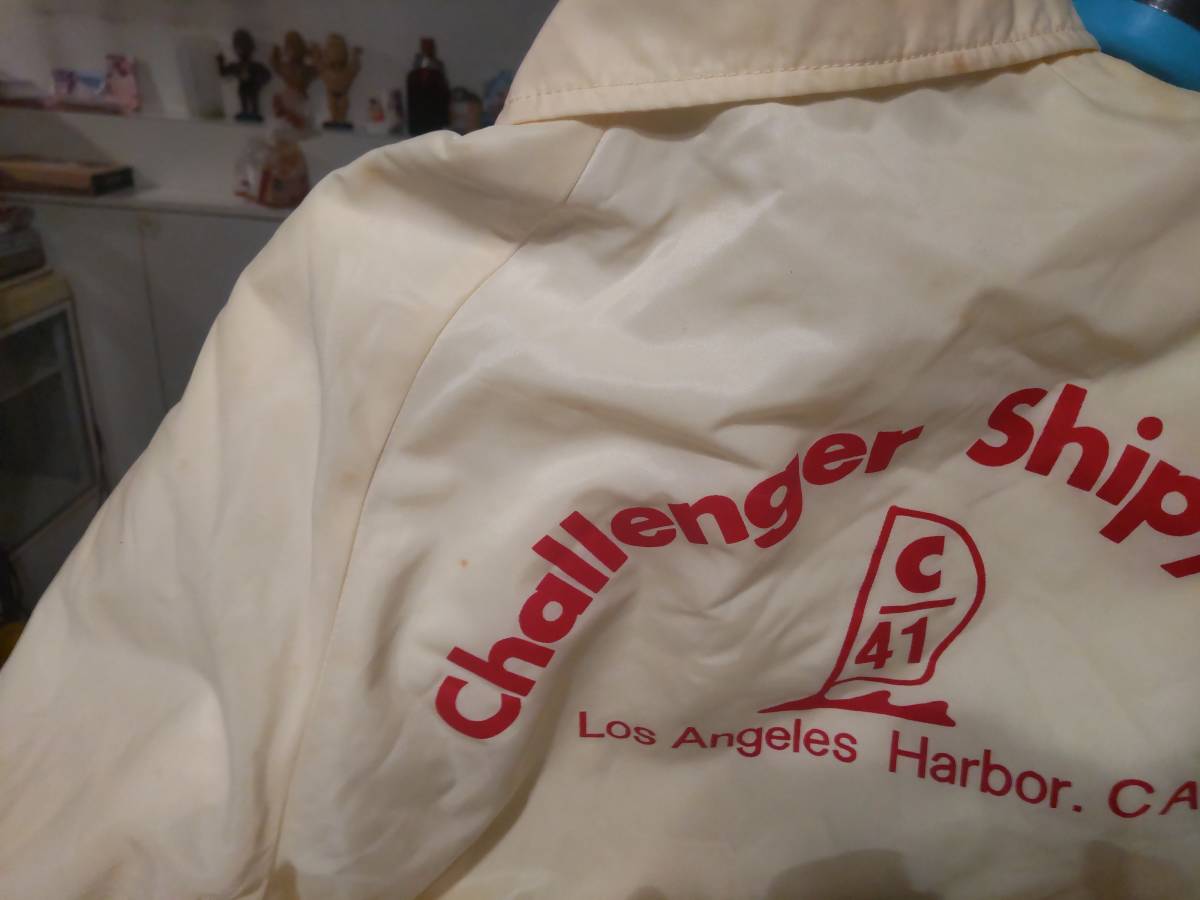 Challenger Ship
C
41
Los Angeles Harbor. CA